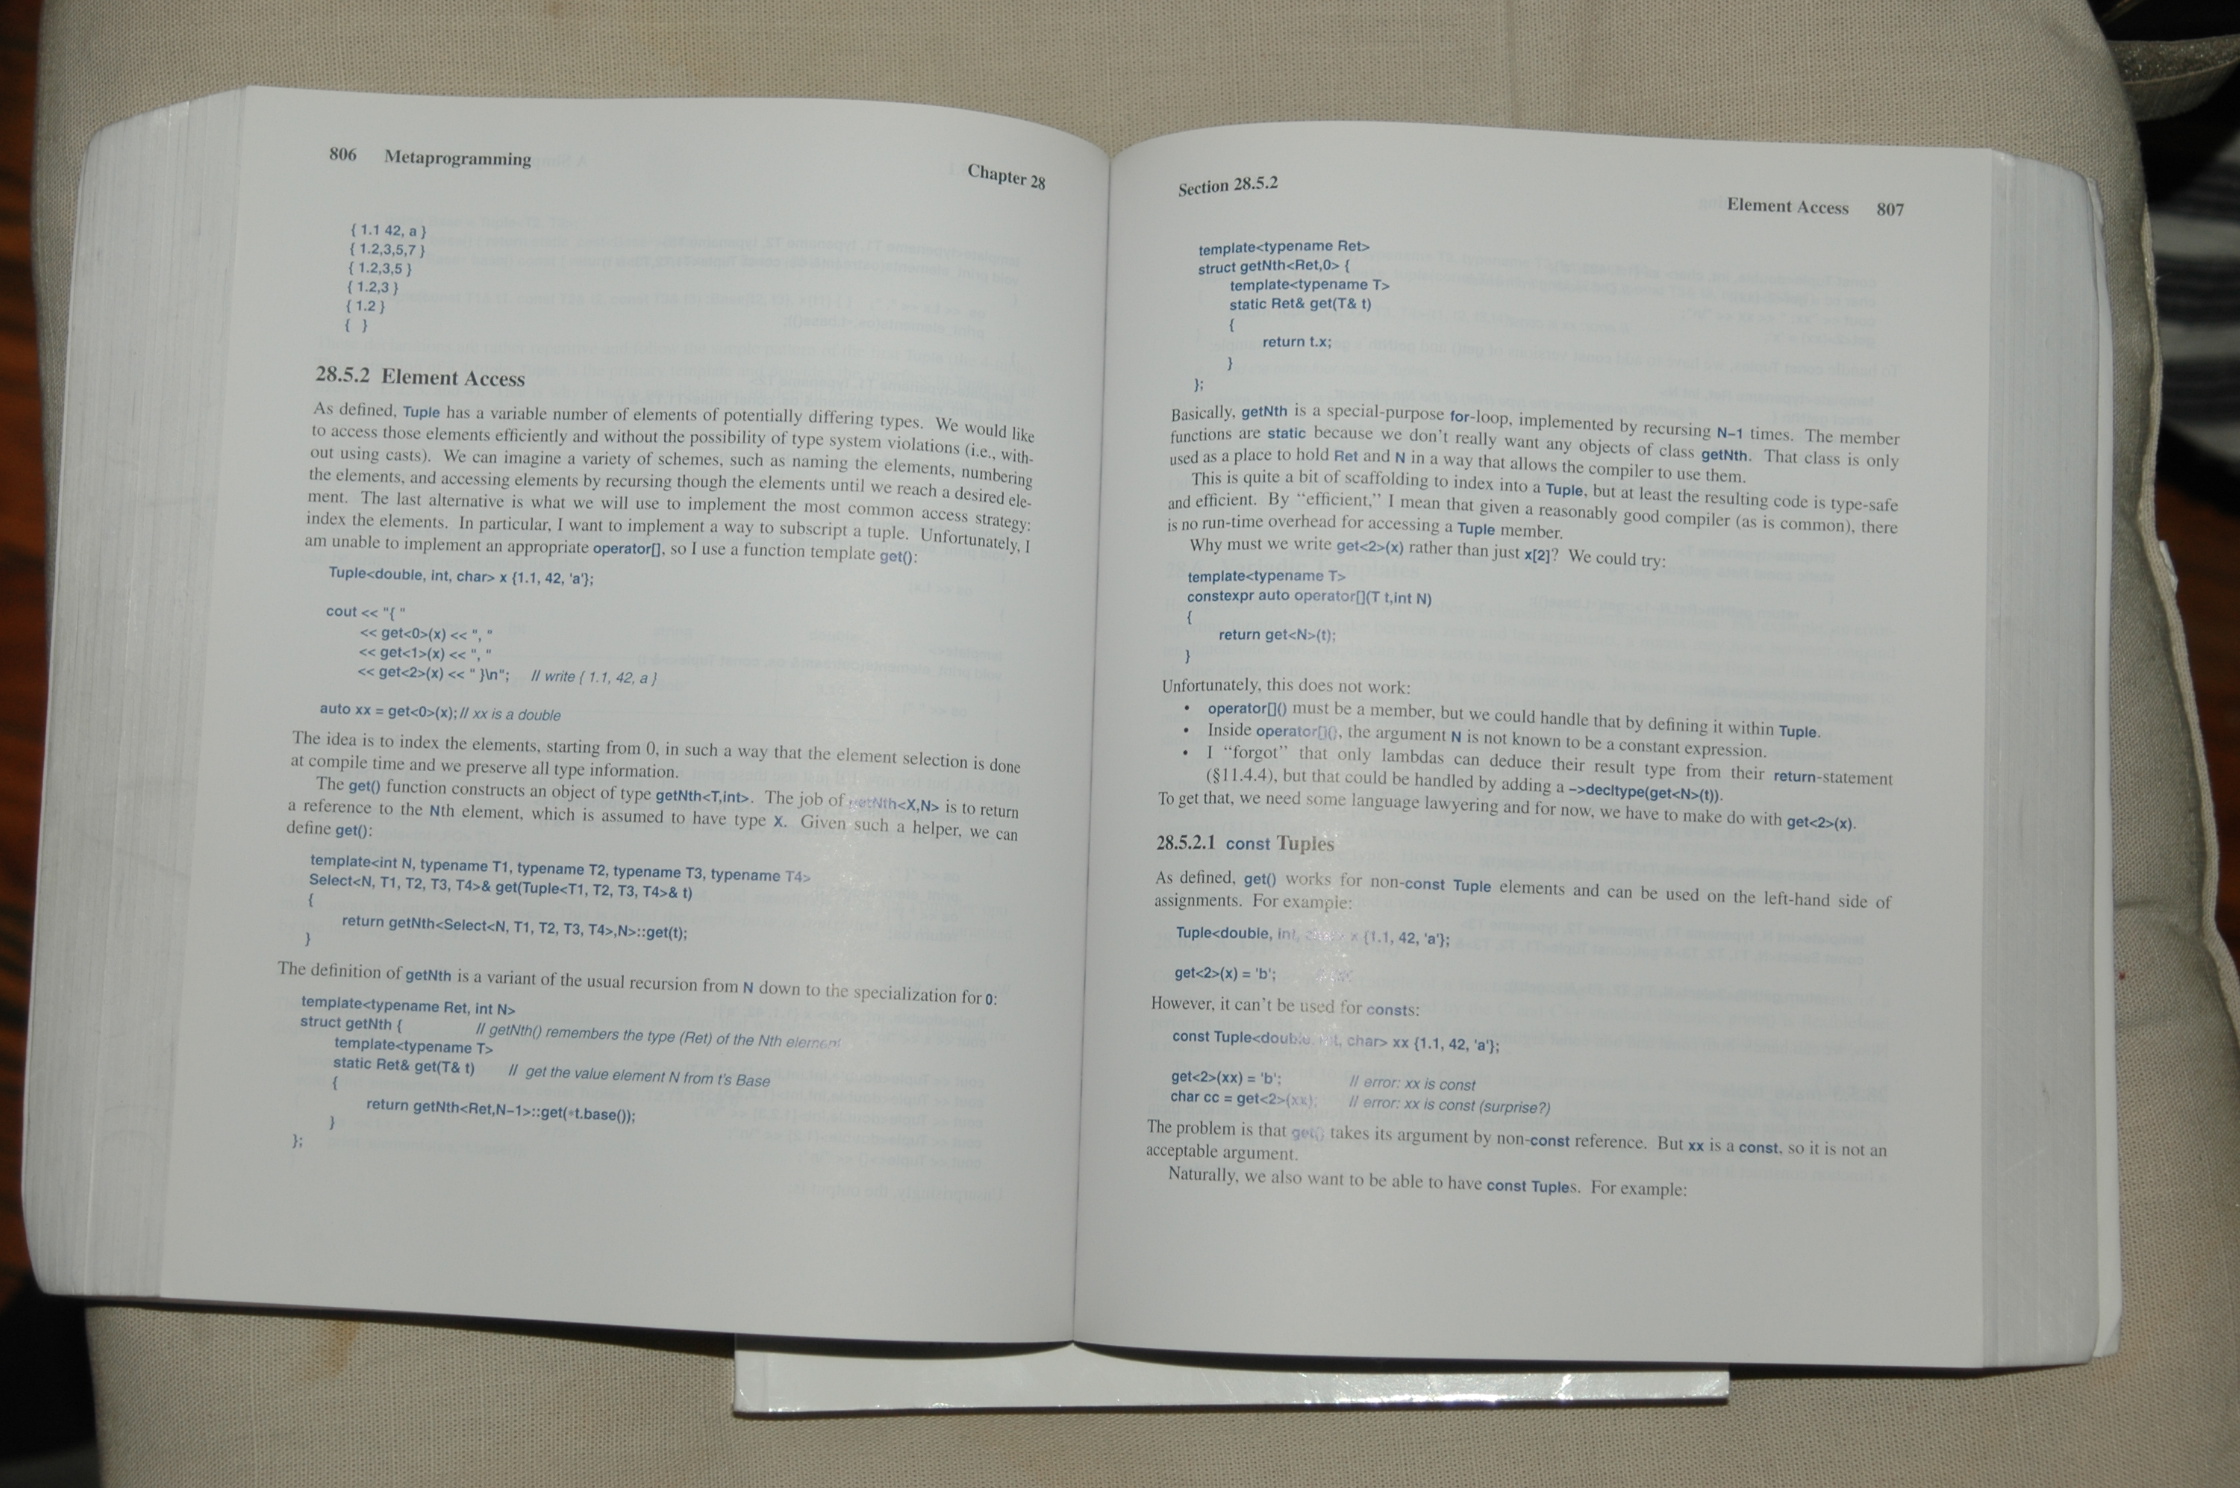 806 Metaprogramming
Chapter 28
{ 1.1 42, a }
{ 1.2,3,5,7 }
{ 1.2,3,5 }
{ 1.2,3 }
{ 1.2 }
{ }
28.5.2 Element Access
As defined, Tuple has a variable number of elements of potentially differing types. We would like
to access those elements efficiently and without the possibility of type system violations (i.e., with-
out using casts). We can imagine a variety of schemes, such as naming the elements, numbering
the elements, and accessing elements by recursing though the elements until we reach a desired ele-
ment. The last alternative is what we will use to implement the most common access strategy:
index the elements. In particular, I want to implement a way to subscript a tuple. Unfortunately, I
am unable to implement an appropriate operator[], so I use a function template get():
Tuple<double, int, char> x {1.1, 42, 'a'};
cout << "{ "
<< get<0>(x) << ", "
<< get<1>(x) << ", "
<< get<2>(x) << " }\n"; // write { 1.1, 42, a }
auto xx = get<0>(x); // xx is a double
The idea is to index the elements, starting from 0, in such a way that the element selection is done
at compile time and we preserve all type information.
The get() function constructs an object of type getNth<T,int>. The job of getNth<X,N> is to return
a reference to the Nth element, which is assumed to have type X. Given such a helper, we can
define get():
template<int N, typename T1, typename T2, typename T3, typename T4>
Select<N, T1, T2, T3, T4>& get(Tuple<T1, T2, T3, T4>& t)
{
return getNth<Select<N, T1, T2, T3, T4>,N>::get(t);
}
The definition of getNth is a variant of the usual recursion from N down to the specialization for 0:
template<typename Ret, int N>
struct getNth { // getNth() remembers the type (Ret) of the Nth element
template<typename T>
static Ret& get(T& t) // get the value element N from t's Base
{
return getNth<Ret,N−1>::get(*t.base());
}
};
Section 28.5.2
Element Access 807
template<typename Ret>
struct getNth<Ret,0> {
template<typename T>
static Ret& get(T& t)
{
return t.x;
}
};
Basically, getNth is a special-purpose for-loop, implemented by recursing N−1 times. The member
functions are static because we don't really want any objects of class getNth. That class is only
used as a place to hold Ret and N in a way that allows the compiler to use them.
This is quite a bit of scaffolding to index into a Tuple, but at least the resulting code is type-safe
and efficient. By "efficient," I mean that given a reasonably good compiler (as is common), there
is no run-time overhead for accessing a Tuple member.
Why must we write get<2>(x) rather than just x[2]? We could try:
template<typename T>
constexpr auto operator[](T t,int N)
{
return get<N>(t);
}
Unfortunately, this does not work:
• operator[]() must be a member, but we could handle that by defining it within Tuple.
• Inside operator[](), the argument N is not known to be a constant expression.
• I "forgot" that only lambdas can deduce their result type from their return-statement
(§11.4.4), but that could be handled by adding a −>decltype(get<N>(t)).
To get that, we need some language lawyering and for now, we have to make do with get<2>(x).
28.5.2.1 const Tuples
As defined, get() works for non-const Tuple elements and can be used on the left-hand side of
assignments. For example:
Tuple<double, int, x {1.1, 42, 'a'};
get<2>(x) = 'b';
However, it can't be used for consts:
const Tuple<double, int, char> xx {1.1, 42, 'a'};
get<2>(xx) = 'b'; // error: xx is const
char cc = get<2>(xx); // error: xx is const (surprise?)
The problem is that get() takes its argument by non-const reference. But xx is a const, so it is not an
acceptable argument.
Naturally, we also want to be able to have const Tuples. For example: